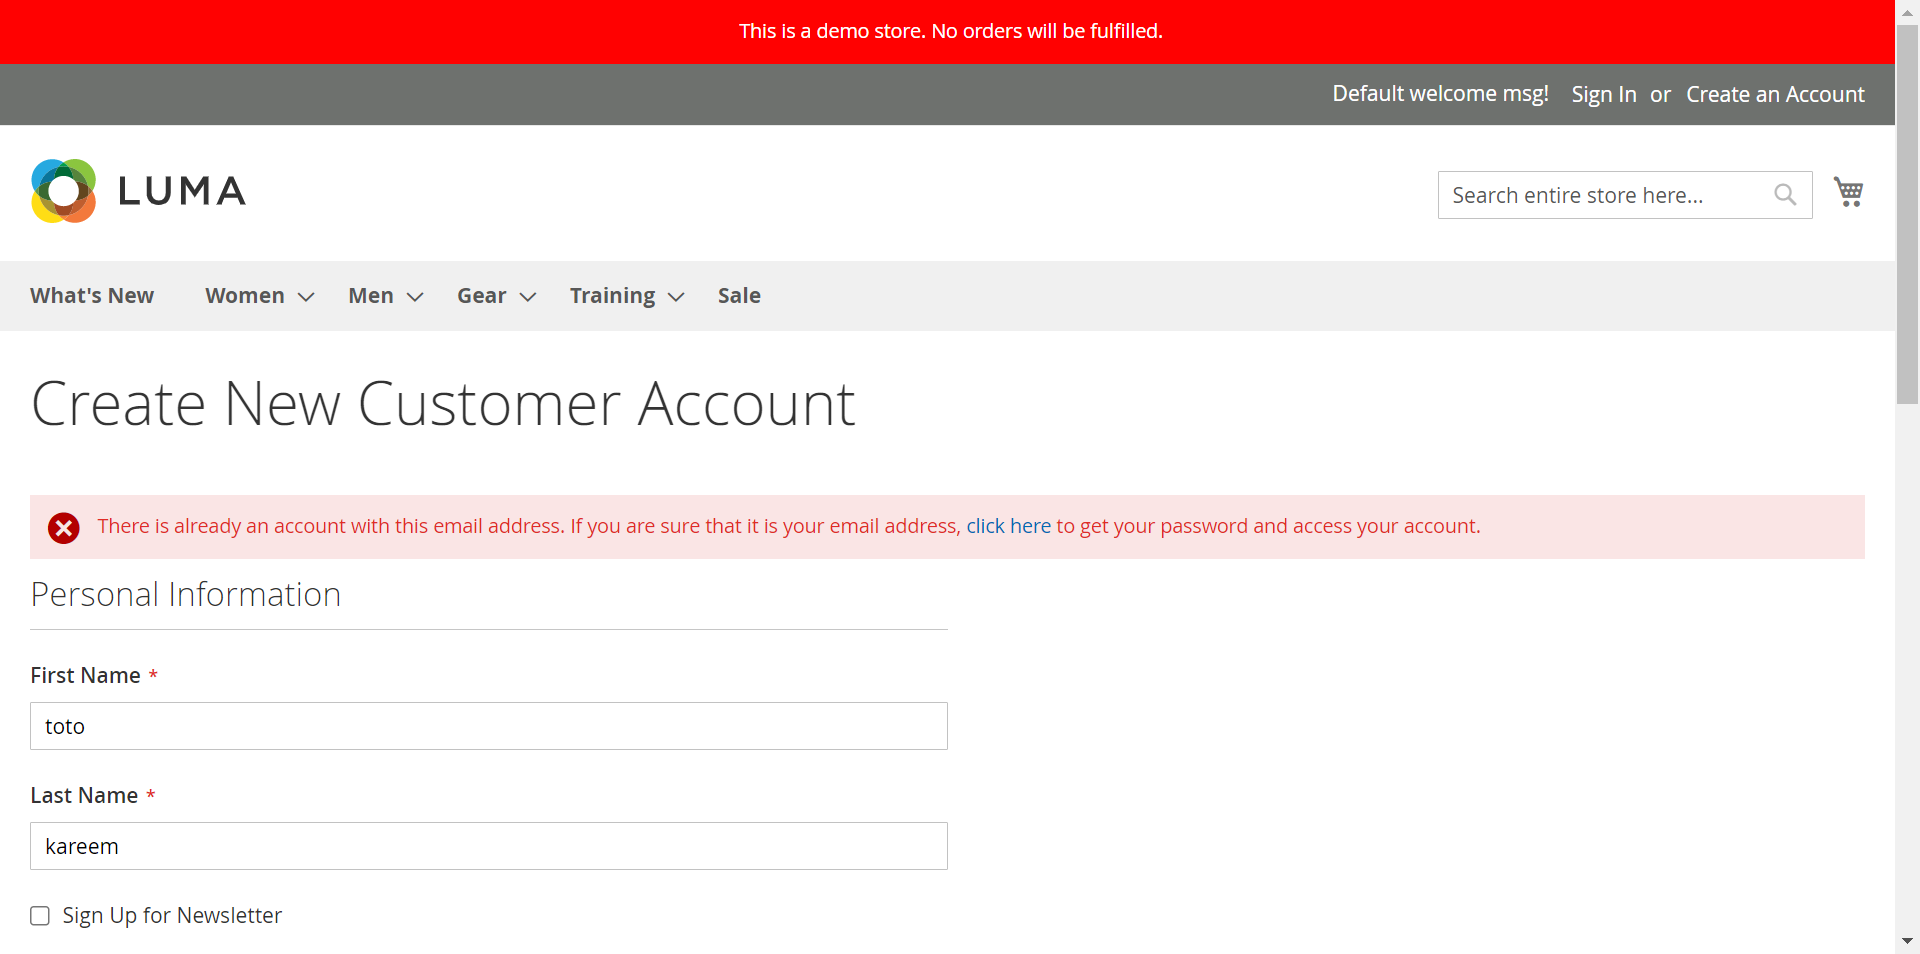 This is a demo store. No orders will be fulfilled.
Default welcome msg! Sign In or Create an Account
LUMA
Search entire store here...
What's New Women Men Gear Training Sale
Create New Customer Account
There is already an account with this email address. If you are sure that it is your email address, click here to get your password and access your account.
Personal Information
First Name *
toto
Last Name *
kareem
Sign Up for Newsletter